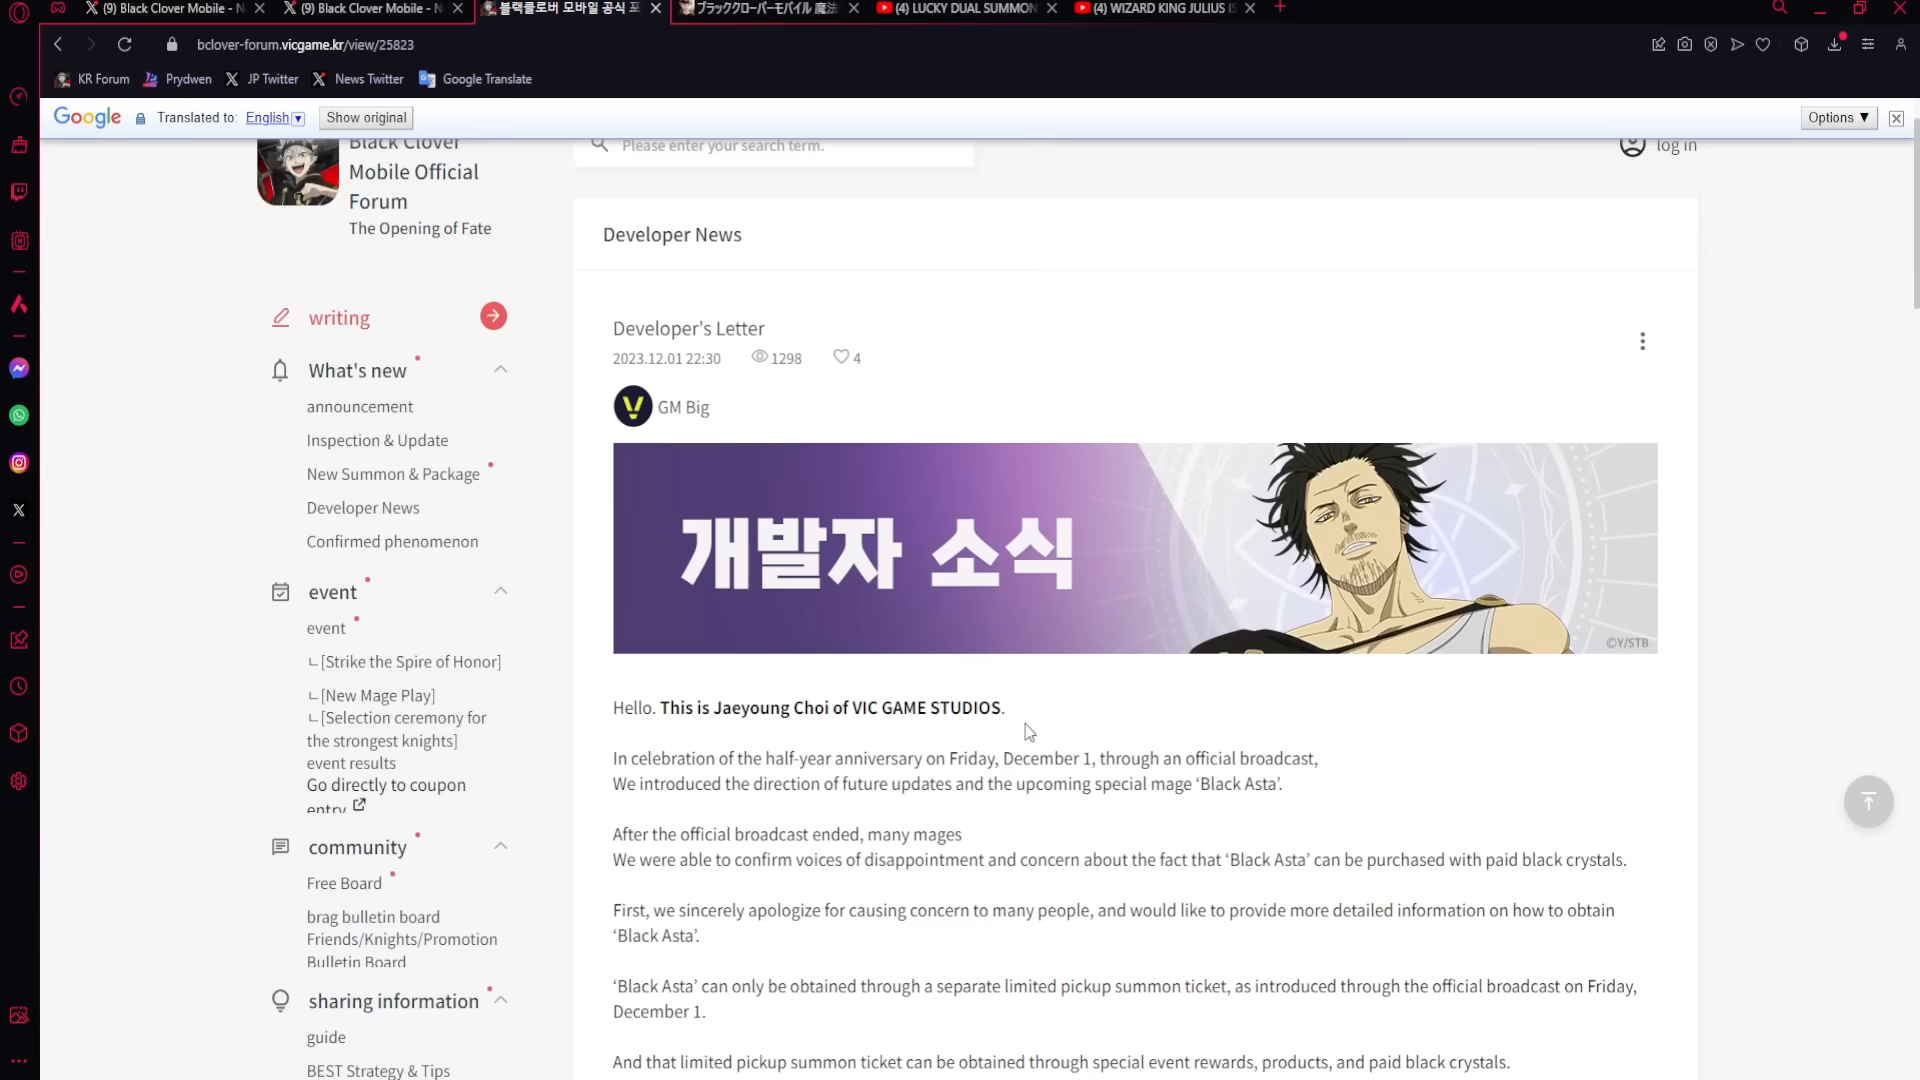 (9) Black Clover Mobile - N
(9) Black Clover Mobile - N
블랙클로버 모바일 공식 포
ブラッククローバーモバイル 魔法
(4) LUCKY DUAL SUMMON
(4) WIZARD KING JULIUS IS
bclover-forum.vicgame.kr/view/25823
KR Forum
Prydwen
JP Twitter
News Twitter
Google Translate
Google
Translated to: English
Show original
Options ▼
Black Clover
Mobile Official
Forum
The Opening of Fate
Please enter your search term.
log in
writing
What's new
announcement
Inspection & Update
New Summon & Package
Developer News
Confirmed phenomenon
event
event
ㄴ[Strike the Spire of Honor]
ㄴ[New Mage Play]
ㄴ[Selection ceremony for
the strongest knights]
event results
Go directly to coupon
entry
community
Free Board
brag bulletin board
Friends/Knights/Promotion
Bulletin Board
sharing information
guide
BEST Strategy & Tips
Developer News
Developer's Letter
2023.12.01 22:30
1298
4
GM Big
개발자 소식
©Y/STB
Hello. This is Jaeyoung Choi of VIC GAME STUDIOS.
In celebration of the half-year anniversary on Friday, December 1, through an official broadcast,
We introduced the direction of future updates and the upcoming special mage ‘Black Asta’.
After the official broadcast ended, many mages
We were able to confirm voices of disappointment and concern about the fact that ‘Black Asta’ can be purchased with paid black crystals.
First, we sincerely apologize for causing concern to many people, and would like to provide more detailed information on how to obtain
‘Black Asta’.
‘Black Asta’ can only be obtained through a separate limited pickup summon ticket, as introduced through the official broadcast on Friday,
December 1.
And that limited pickup summon ticket can be obtained through special event rewards, products, and paid black crystals.